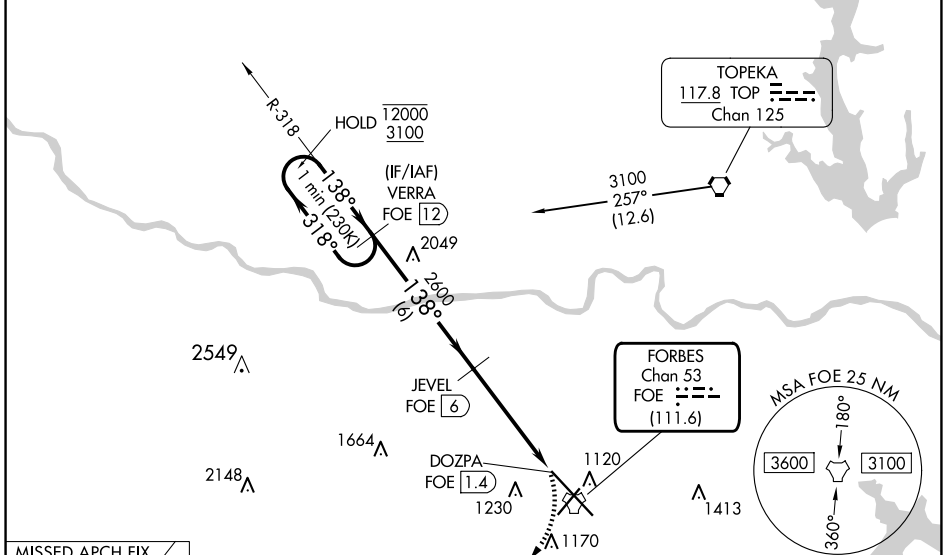 TOPEKA
117.8 TOP
Chan 125
R-318
HOLD 12000
3100
138°
1 min (230K)
318°
(IF/IAF)
VERRA
FOE 12
3100
257°
(12.6)
2049
2600
138°
(6)
2549
JEVEL
FOE 6
FORBES
Chan 53
FOE
(111.6)
MSA FOE 25 NM
180°
3600
3100
360°
1664
2148
DOZPA
FOE 1.4
1230
1120
1413
1170
MISSED APCH FIX